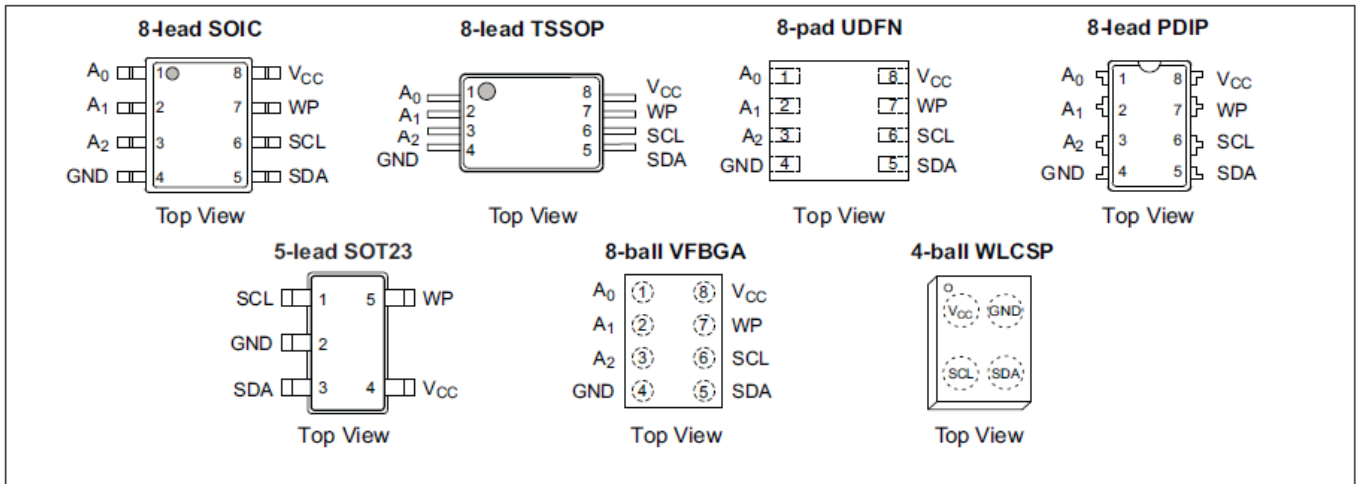 8-lead SOIC
A0 1 8 VCC
A1 2 7 WP
A2 3 6 SCL
GND 4 5 SDA
Top View
8-lead TSSOP
A0 1 8 VCC
A1 2 7 WP
A2 3 6 SCL
GND 4 5 SDA
Top View
8-pad UDFN
A0 1 8 VCC
A1 2 7 WP
A2 3 6 SCL
GND 4 5 SDA
Top View
8-lead PDIP
A0 1 8 VCC
A1 2 7 WP
A2 3 6 SCL
GND 4 5 SDA
Top View
5-lead SOT23
SCL 1 5 WP
GND 2
SDA 3 4 VCC
Top View
8-ball VFBGA
A0 1 8 VCC
A1 2 7 WP
A2 3 6 SCL
GND 4 5 SDA
Top View
4-ball WLCSP
VCC GND
SCL SDA
Top View